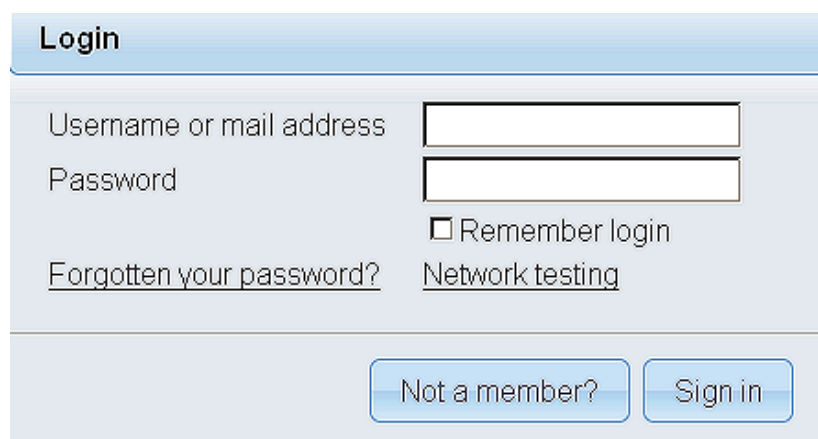 Login
Username or mail address
Password
Remember login
Forgotten your password? Network testing
Not a member? Sign in